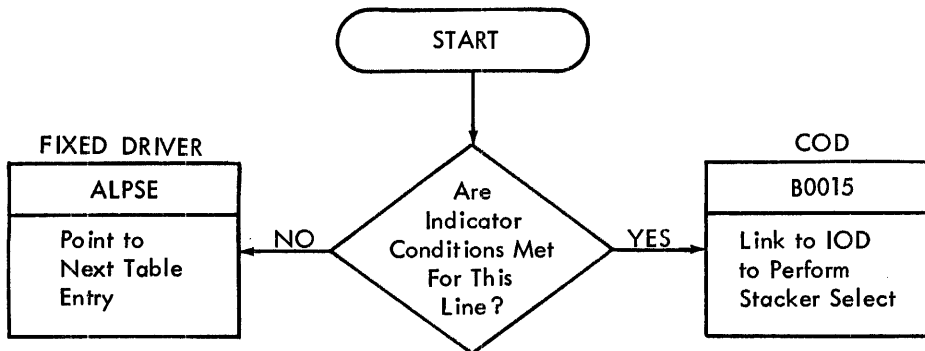 START
FIXED DRIVER
ALPSE
Point to
Next Table
Entry
NO
Are
Indicator
Conditions Met
For This
Line?
YES
COD
B0015
Link to IOD
to Perform
Stacker Select